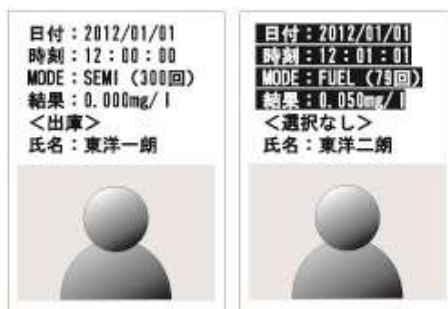 日付：2012/01/01
時刻：12：00：00
MODE：SEMI（300回）
結果：0.000mg/l
＜出庫＞
氏名：東洋一朗
日付：2012/01/01
時刻：12：01：01
MODE：FUEL（79回）
結果：0.050mg/l
＜選択なし＞
氏名：東洋二朗